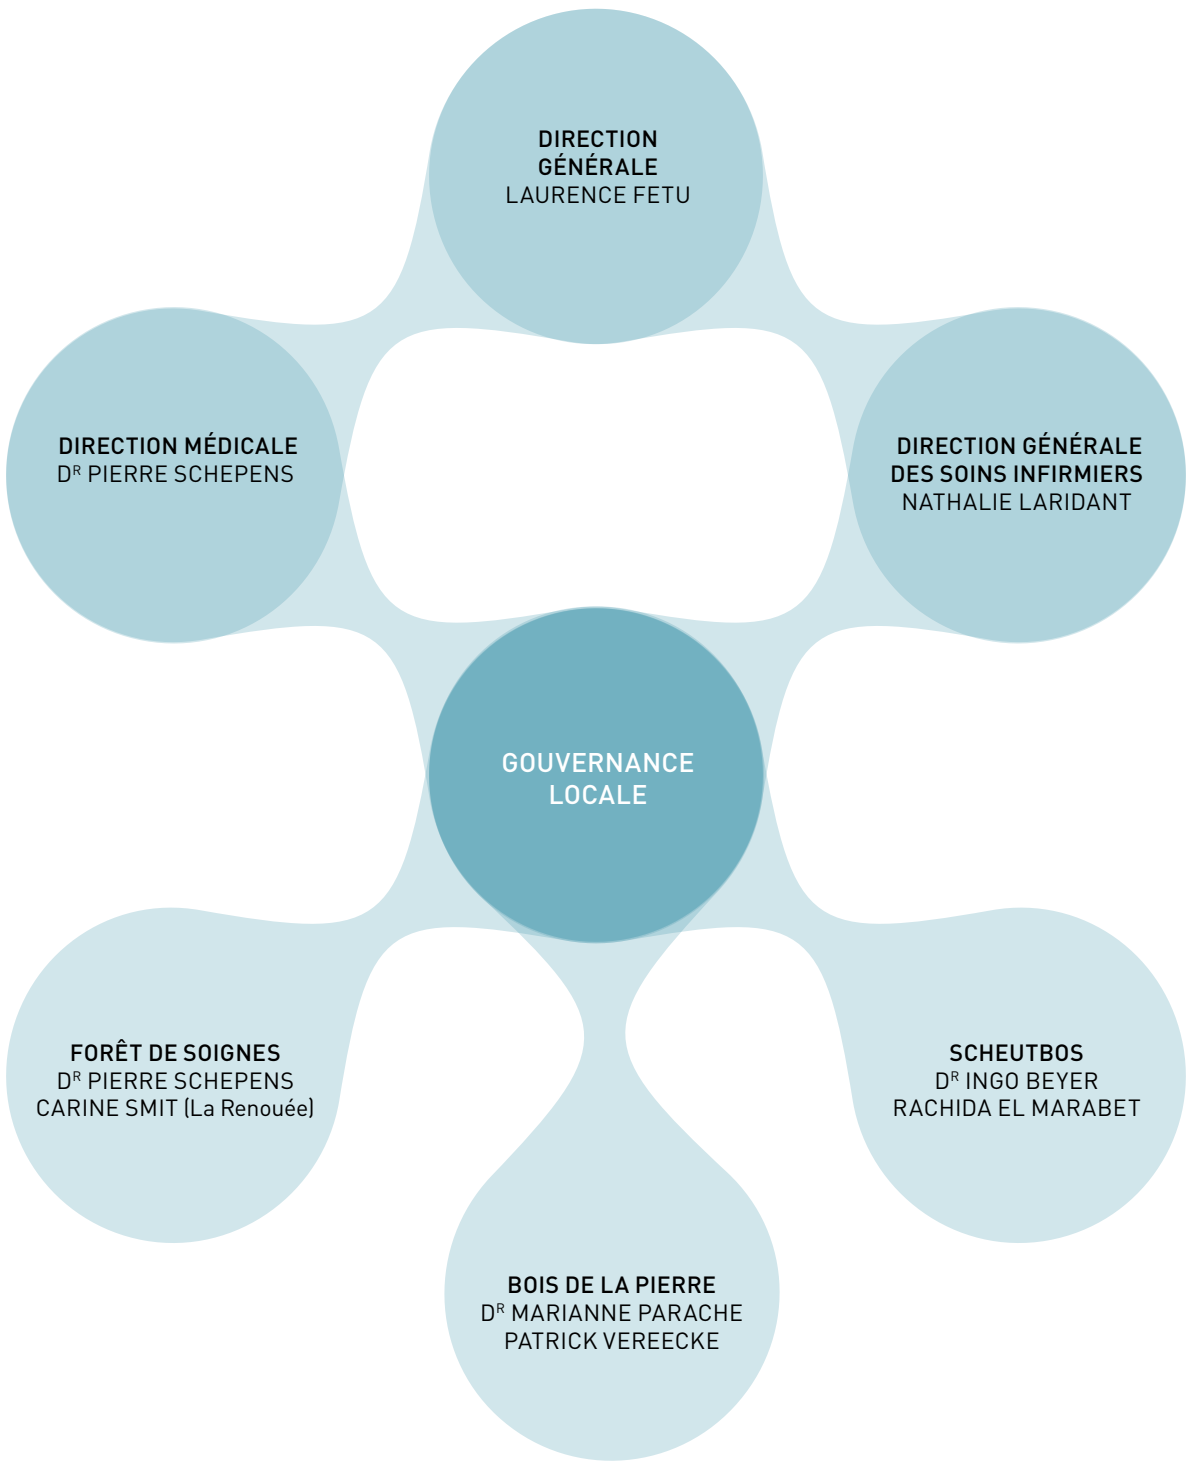 DIRECTION
GÉNÉRALE
LAURENCE FETU
DIRECTION MÉDICALE
Dᴿ PIERRE SCHEPENS
DIRECTION GÉNÉRALE
DES SOINS INFIRMIERS
NATHALIE LARIDANT
GOUVERNANCE
LOCALE
FORÊT DE SOIGNES
Dᴿ PIERRE SCHEPENS
CARINE SMIT (La Renouée)
SCHEUTBOS
Dᴿ INGO BEYER
RACHIDA EL MARABET
BOIS DE LA PIERRE
Dᴿ MARIANNE PARACHE
PATRICK VEREECKE